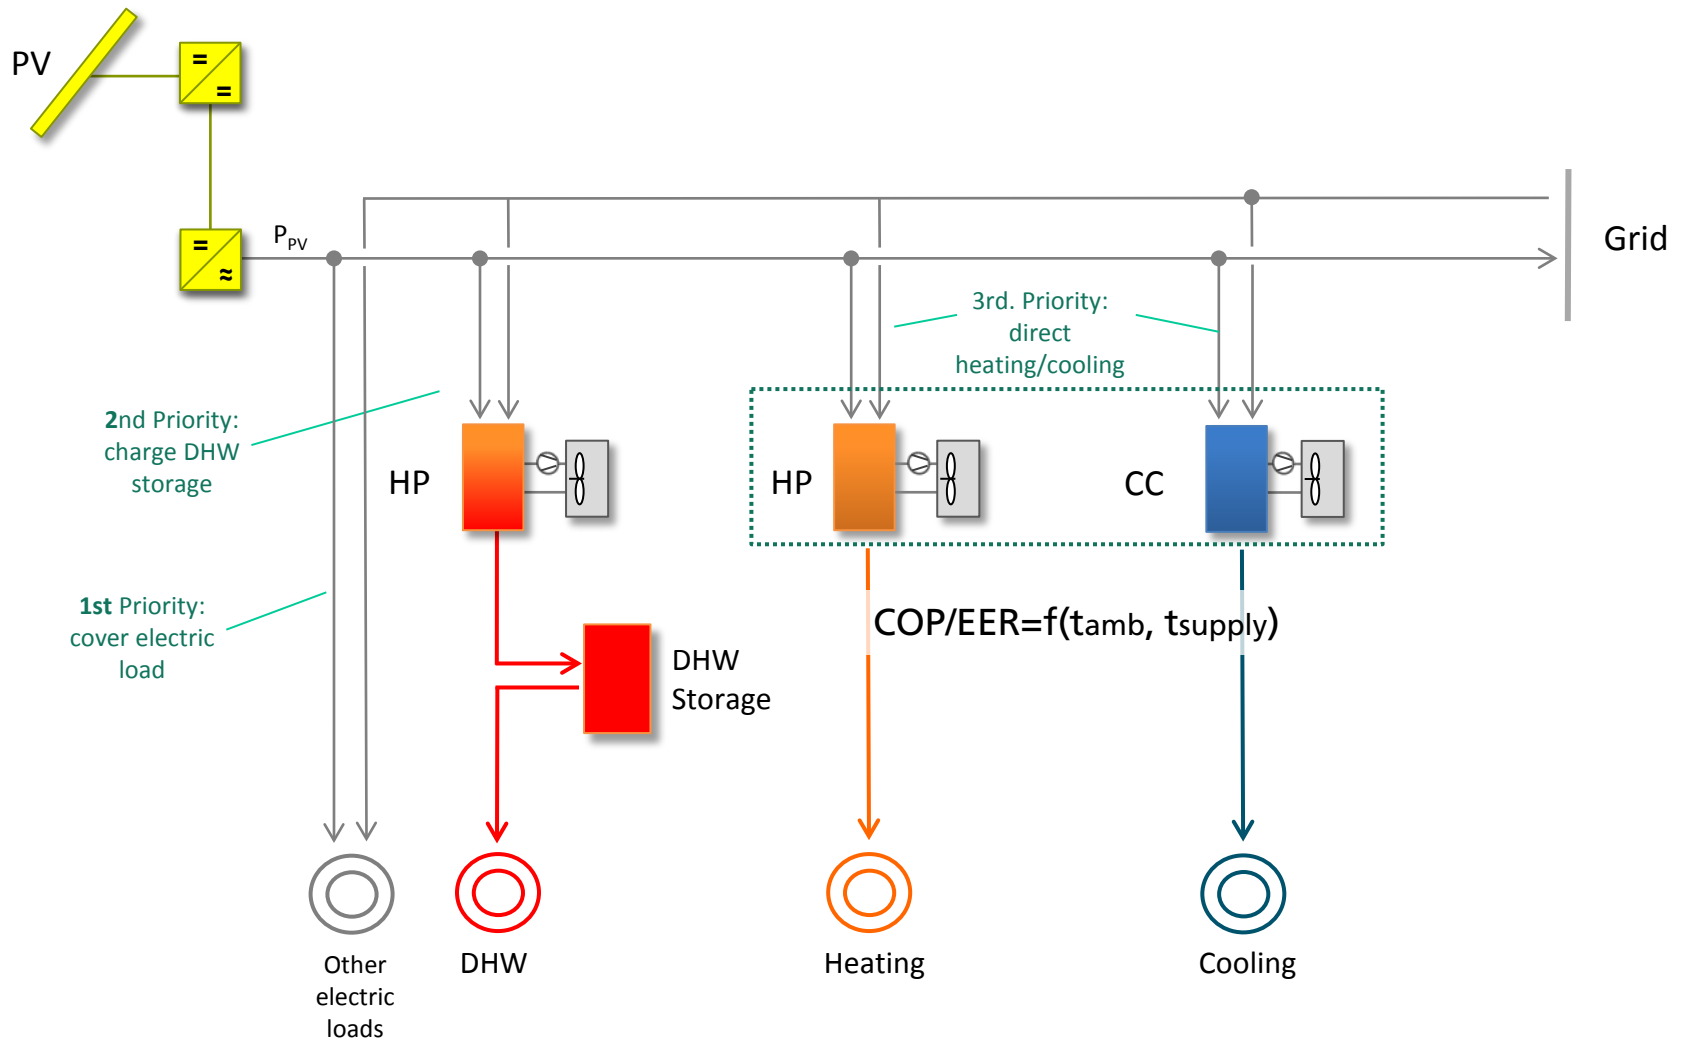 PV
=
=
=
≈
PPV
Grid
3rd. Priority:
direct
heating/cooling
2nd Priority:
charge DHW
storage
HP
HP
CC
1st Priority:
cover electric
load
COP/EER=f(tamb, tsupply)
DHW
Storage
Other
electric
loads
DHW
Heating
Cooling